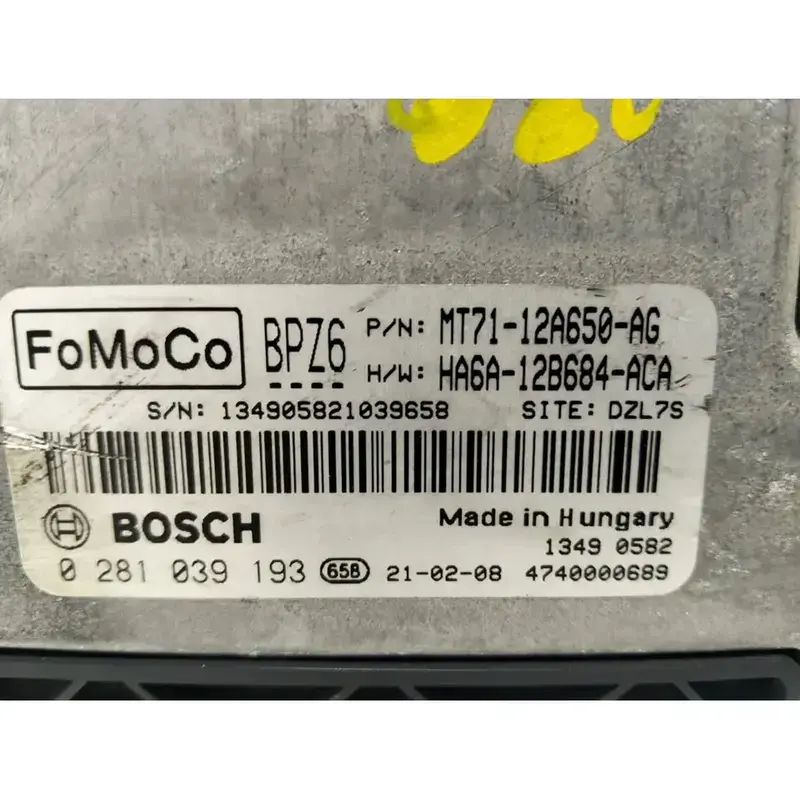 FoMoCo BPZ6 P/N: MT71-12A650-AG
H/W: HA6A-12B684-ACA
S/N: 134905821039658 SITE: DZL7S
BOSCH Made in Hungary
1349 0582
0 281 039 193 658 21-02-08 4740000689